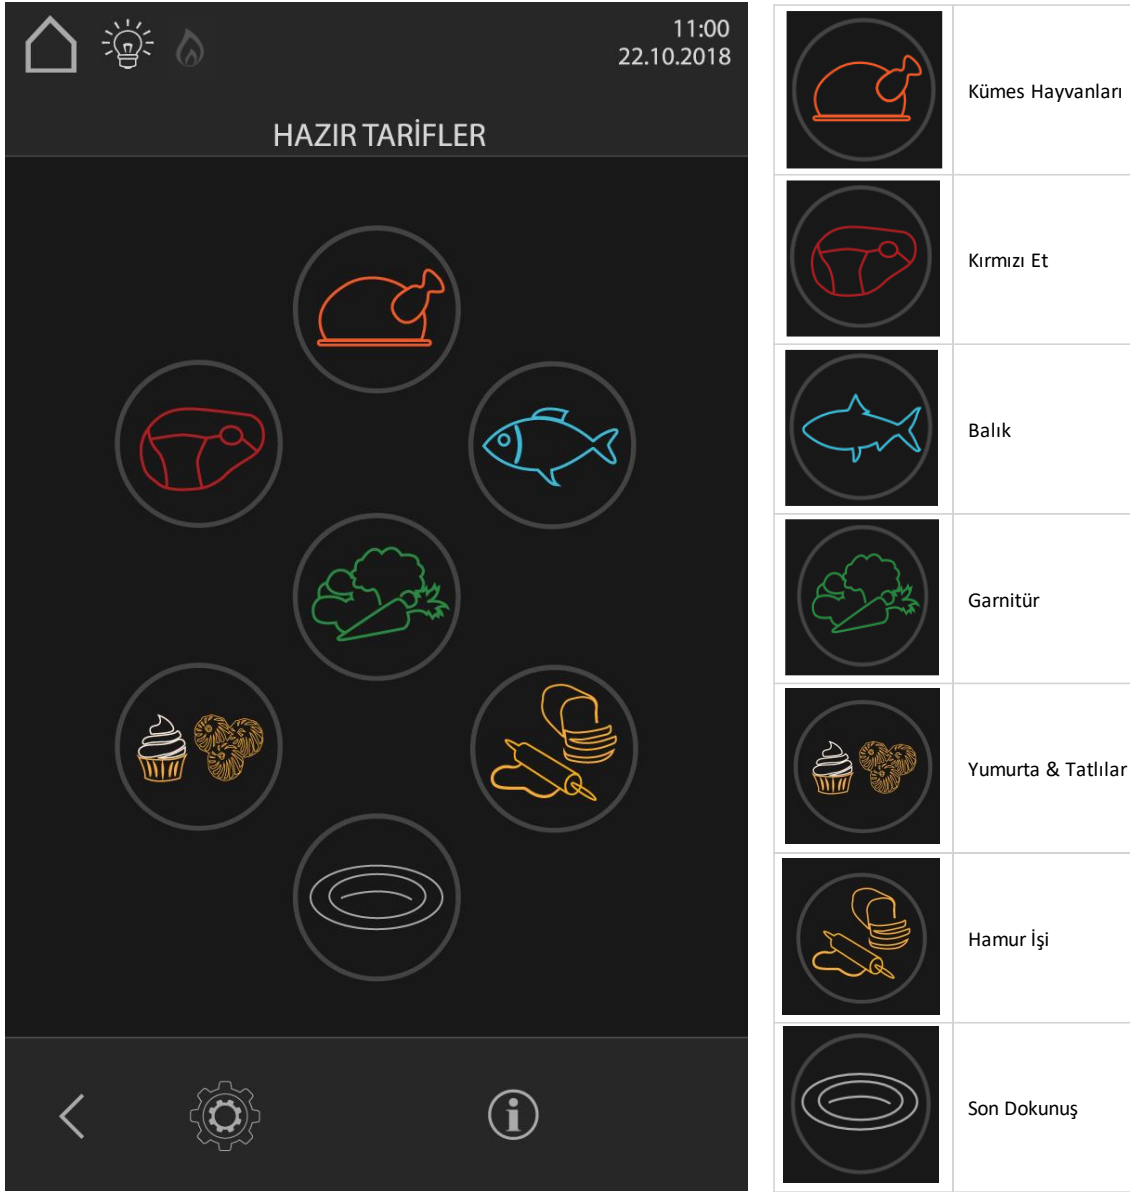 11:00
22.10.2018
HAZIR TARİFLER
Kümes Hayvanları
Kırmızı Et
Balık
Garnitür
Yumurta & Tatlılar
Hamur İşi
Son Dokunuş